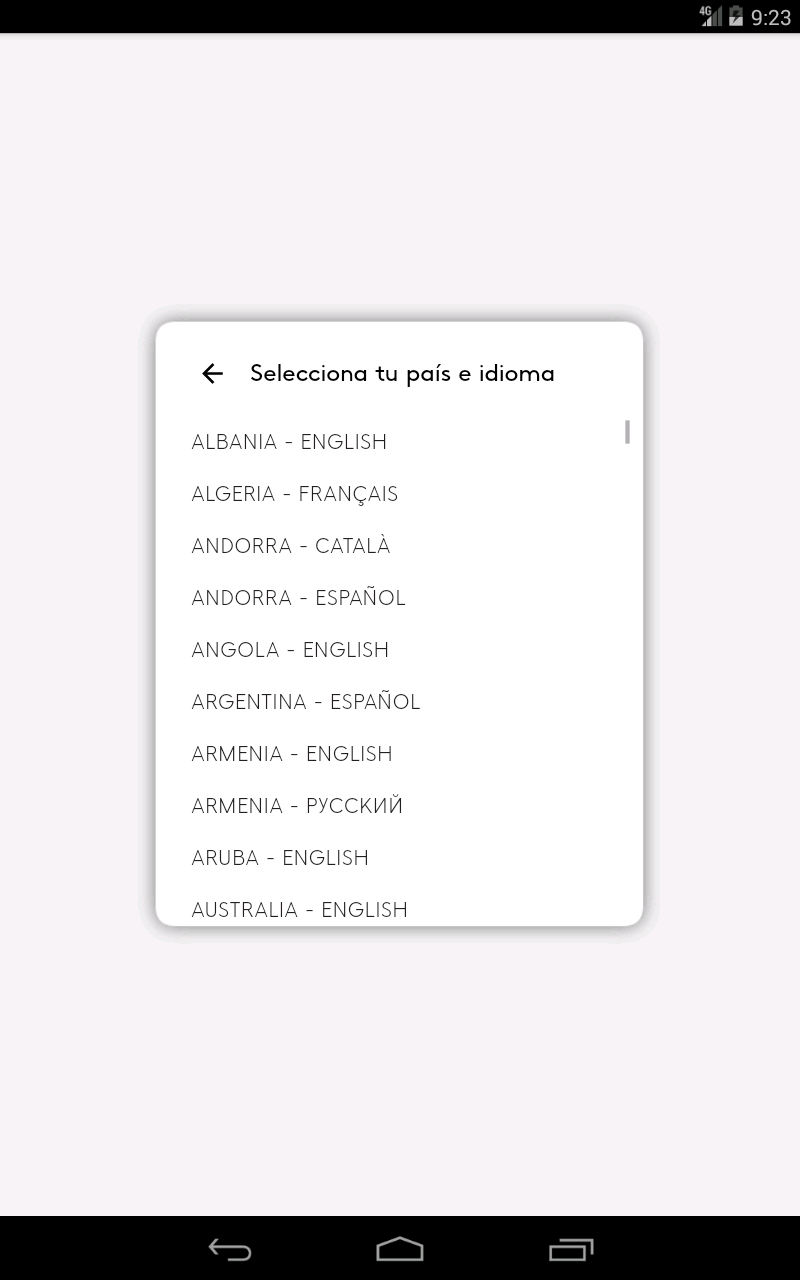 4G 9:23
Selecciona tu país e idioma
ALBANIA - ENGLISH
ALGERIA - FRANÇAIS
ANDORRA - CATALÀ
ANDORRA - ESPAÑOL
ANGOLA - ENGLISH
ARGENTINA - ESPAÑOL
ARMENIA - ENGLISH
ARMENIA - РУССКИЙ
ARUBA - ENGLISH
AUSTRALIA - ENGLISH